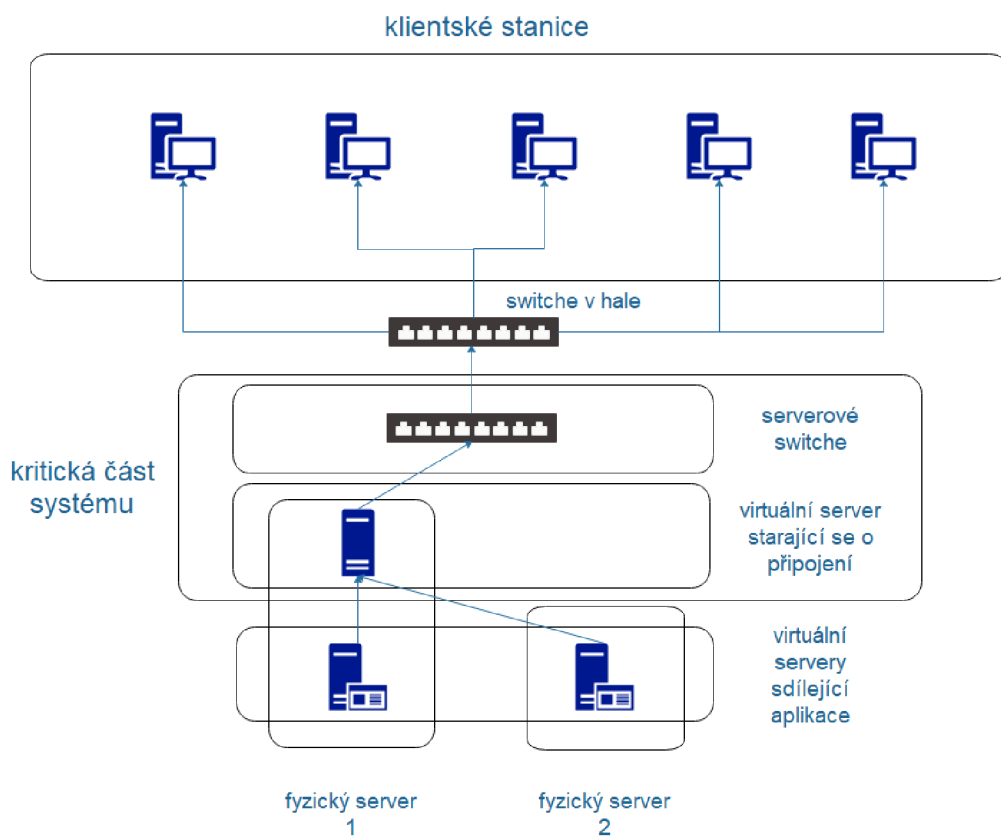 klientské stanice
switche v hale
serverové
switche
kritická část
systému
virtuální server
starající se o
připojení
virtuální
servery
sdílející
aplikace
fyzický server
1
fyzický server
2